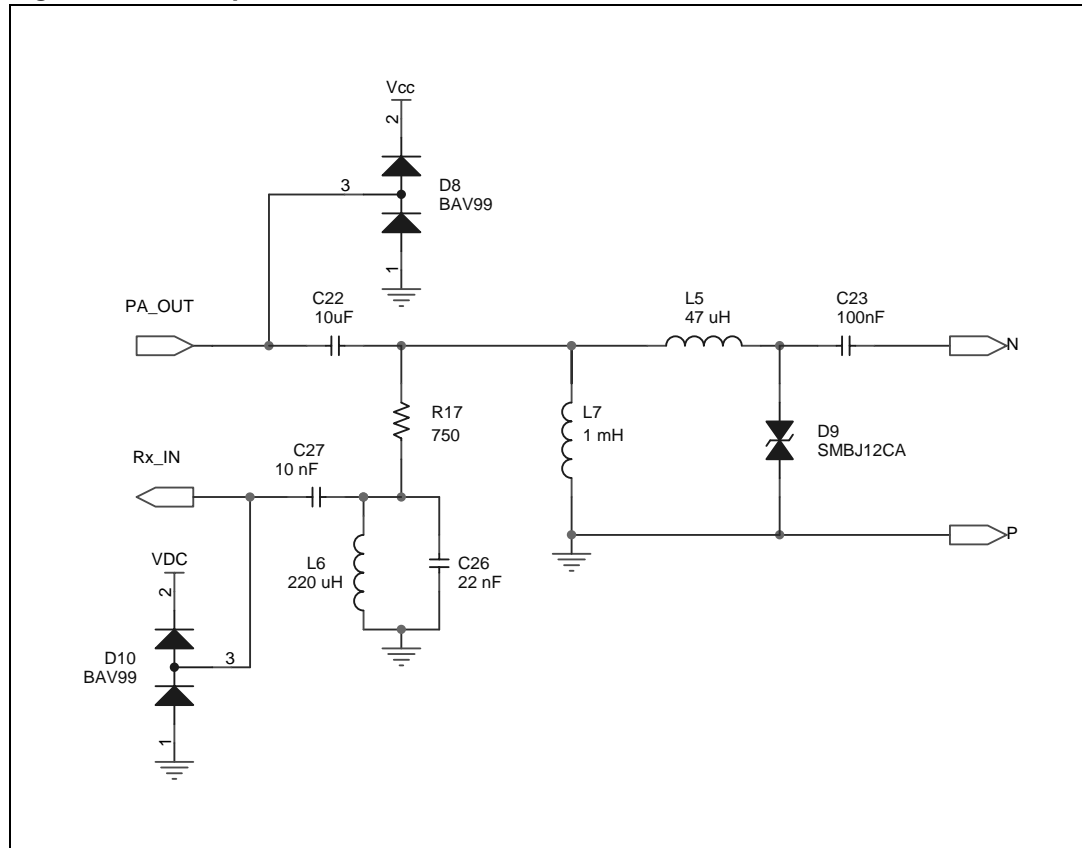 Vcc
2
3
D8
BAV99
1
PA_OUT
C22
10uF
L5
47 uH
C23
100nF
N
R17
750
L7
1 mH
D9
SMBJ12CA
Rx_IN
C27
10 nF
P
VDC
2
L6
220 uH
C26
22 nF
D10
BAV99
3
1